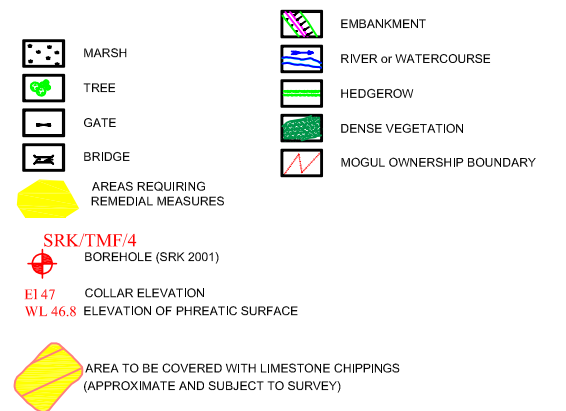 MARSH
TREE
GATE
BRIDGE
AREAS REQUIRING
REMEDIAL MEASURES
SRK/TMF/4
BOREHOLE (SRK 2001)
El 47 COLLAR ELEVATION
WL 46.8 ELEVATION OF PHREATIC SURFACE
AREA TO BE COVERED WITH LIMESTONE CHIPPINGS
(APPROXIMATE AND SUBJECT TO SURVEY)
EMBANKMENT
RIVER or WATERCOURSE
HEDGEROW
DENSE VEGETATION
MOGUL OWNERSHIP BOUNDARY